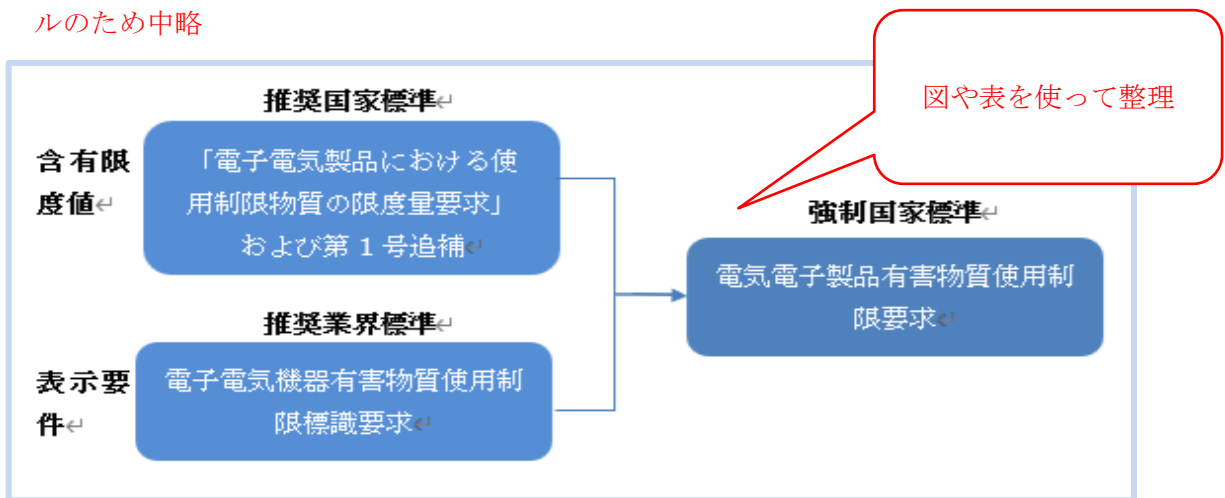 ルのため中略
図や表を使って整理
推奨国家標準↵
含有限
度値↵
「電子電気製品における使
用制限物質の限度量要求」
および第1号追補↵
強制国家標準↵
電気電子製品有害物質使用制
限要求↵
推奨業界標準↵
表示要
件↵
電子電気機器有害物質使用制
限標識要求↵